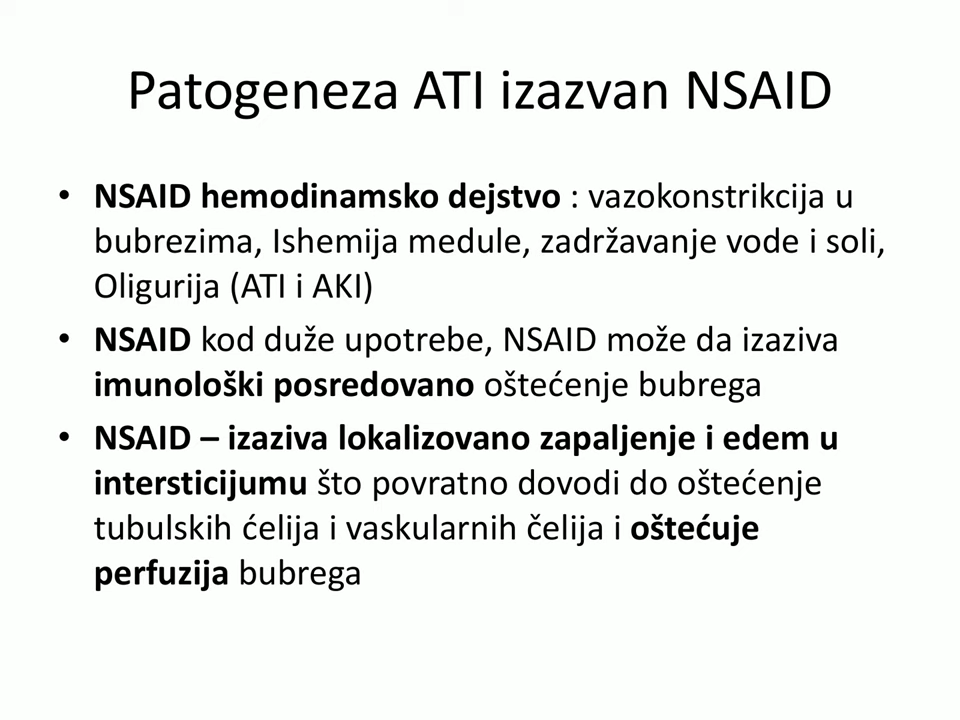 Patogeneza ATI izazvan NSAID
• NSAID hemodinamsko dejstvo : vazokonstrikcija u
bubrezima, Ishemija medule, zadržavanje vode i soli,
Oligurija (ATI i AKI)
• NSAID kod duže upotrebe, NSAID može da izaziva
imunološki posredovano oštećenje bubrega
• NSAID – izaziva lokalizovano zapaljenje i edem u
intersticijumu što povratno dovodi do oštećenje
tubulskih ćelija i vaskularnih čelija i oštećuje
perfuzija bubrega